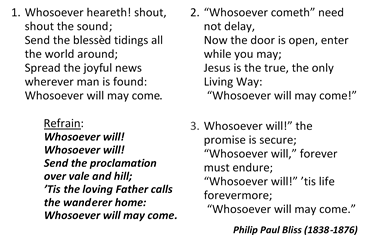 1. Whosoever heareth! shout,
shout the sound;
Send the blessèd tidings all
the world around;
Spread the joyful news
wherever man is found:
Whosoever will may come.
Refrain:
Whosoever will!
Whosoever will!
Send the proclamation
over vale and hill;
’Tis the loving Father calls
the wanderer home:
Whosoever will may come.
2. “Whosoever cometh” need
not delay,
Now the door is open, enter
while you may;
Jesus is the true, the only
Living Way:
“Whosoever will may come!”
3. Whosoever will!” the
promise is secure;
“Whosoever will,” forever
must endure;
“Whosoever will!” ’tis life
forevermore;
“Whosoever will may come.”
Philip Paul Bliss (1838-1876)